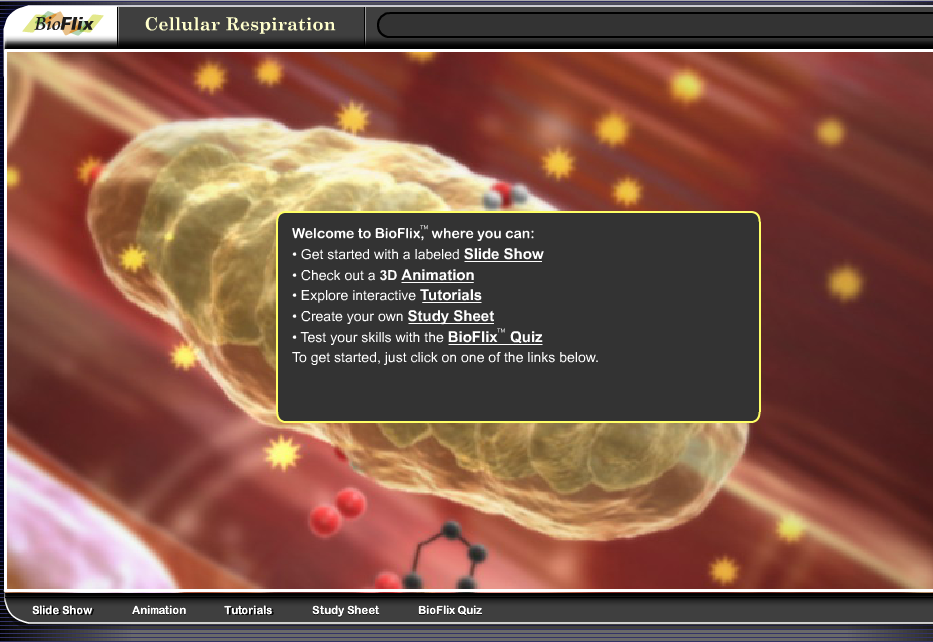 BioFlix
Cellular Respiration
Welcome to BioFlix,™ where you can:
• Get started with a labeled Slide Show
• Check out a 3D Animation
• Explore interactive Tutorials
• Create your own Study Sheet
• Test your skills with the BioFlix™ Quiz
To get started, just click on one of the links below.
Slide Show Animation Tutorials Study Sheet BioFlix Quiz